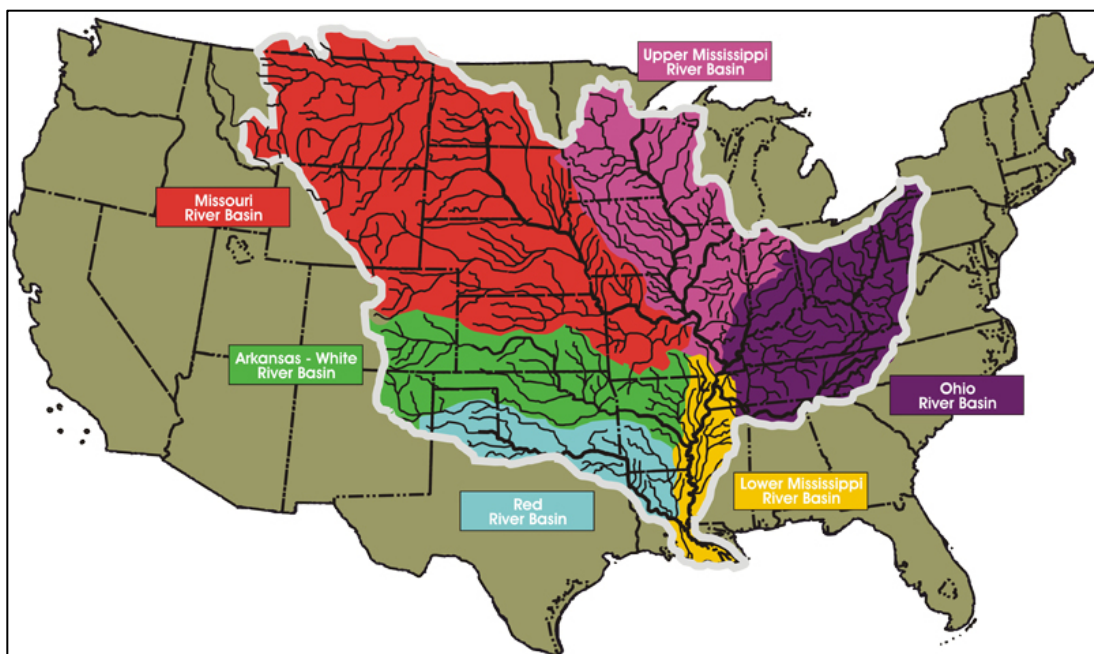 Upper Mississippi
River Basin
Missouri
River Basin
Arkansas - White
River Basin
Ohio
River Basin
Lower Mississippi
River Basin
Red
River Basin